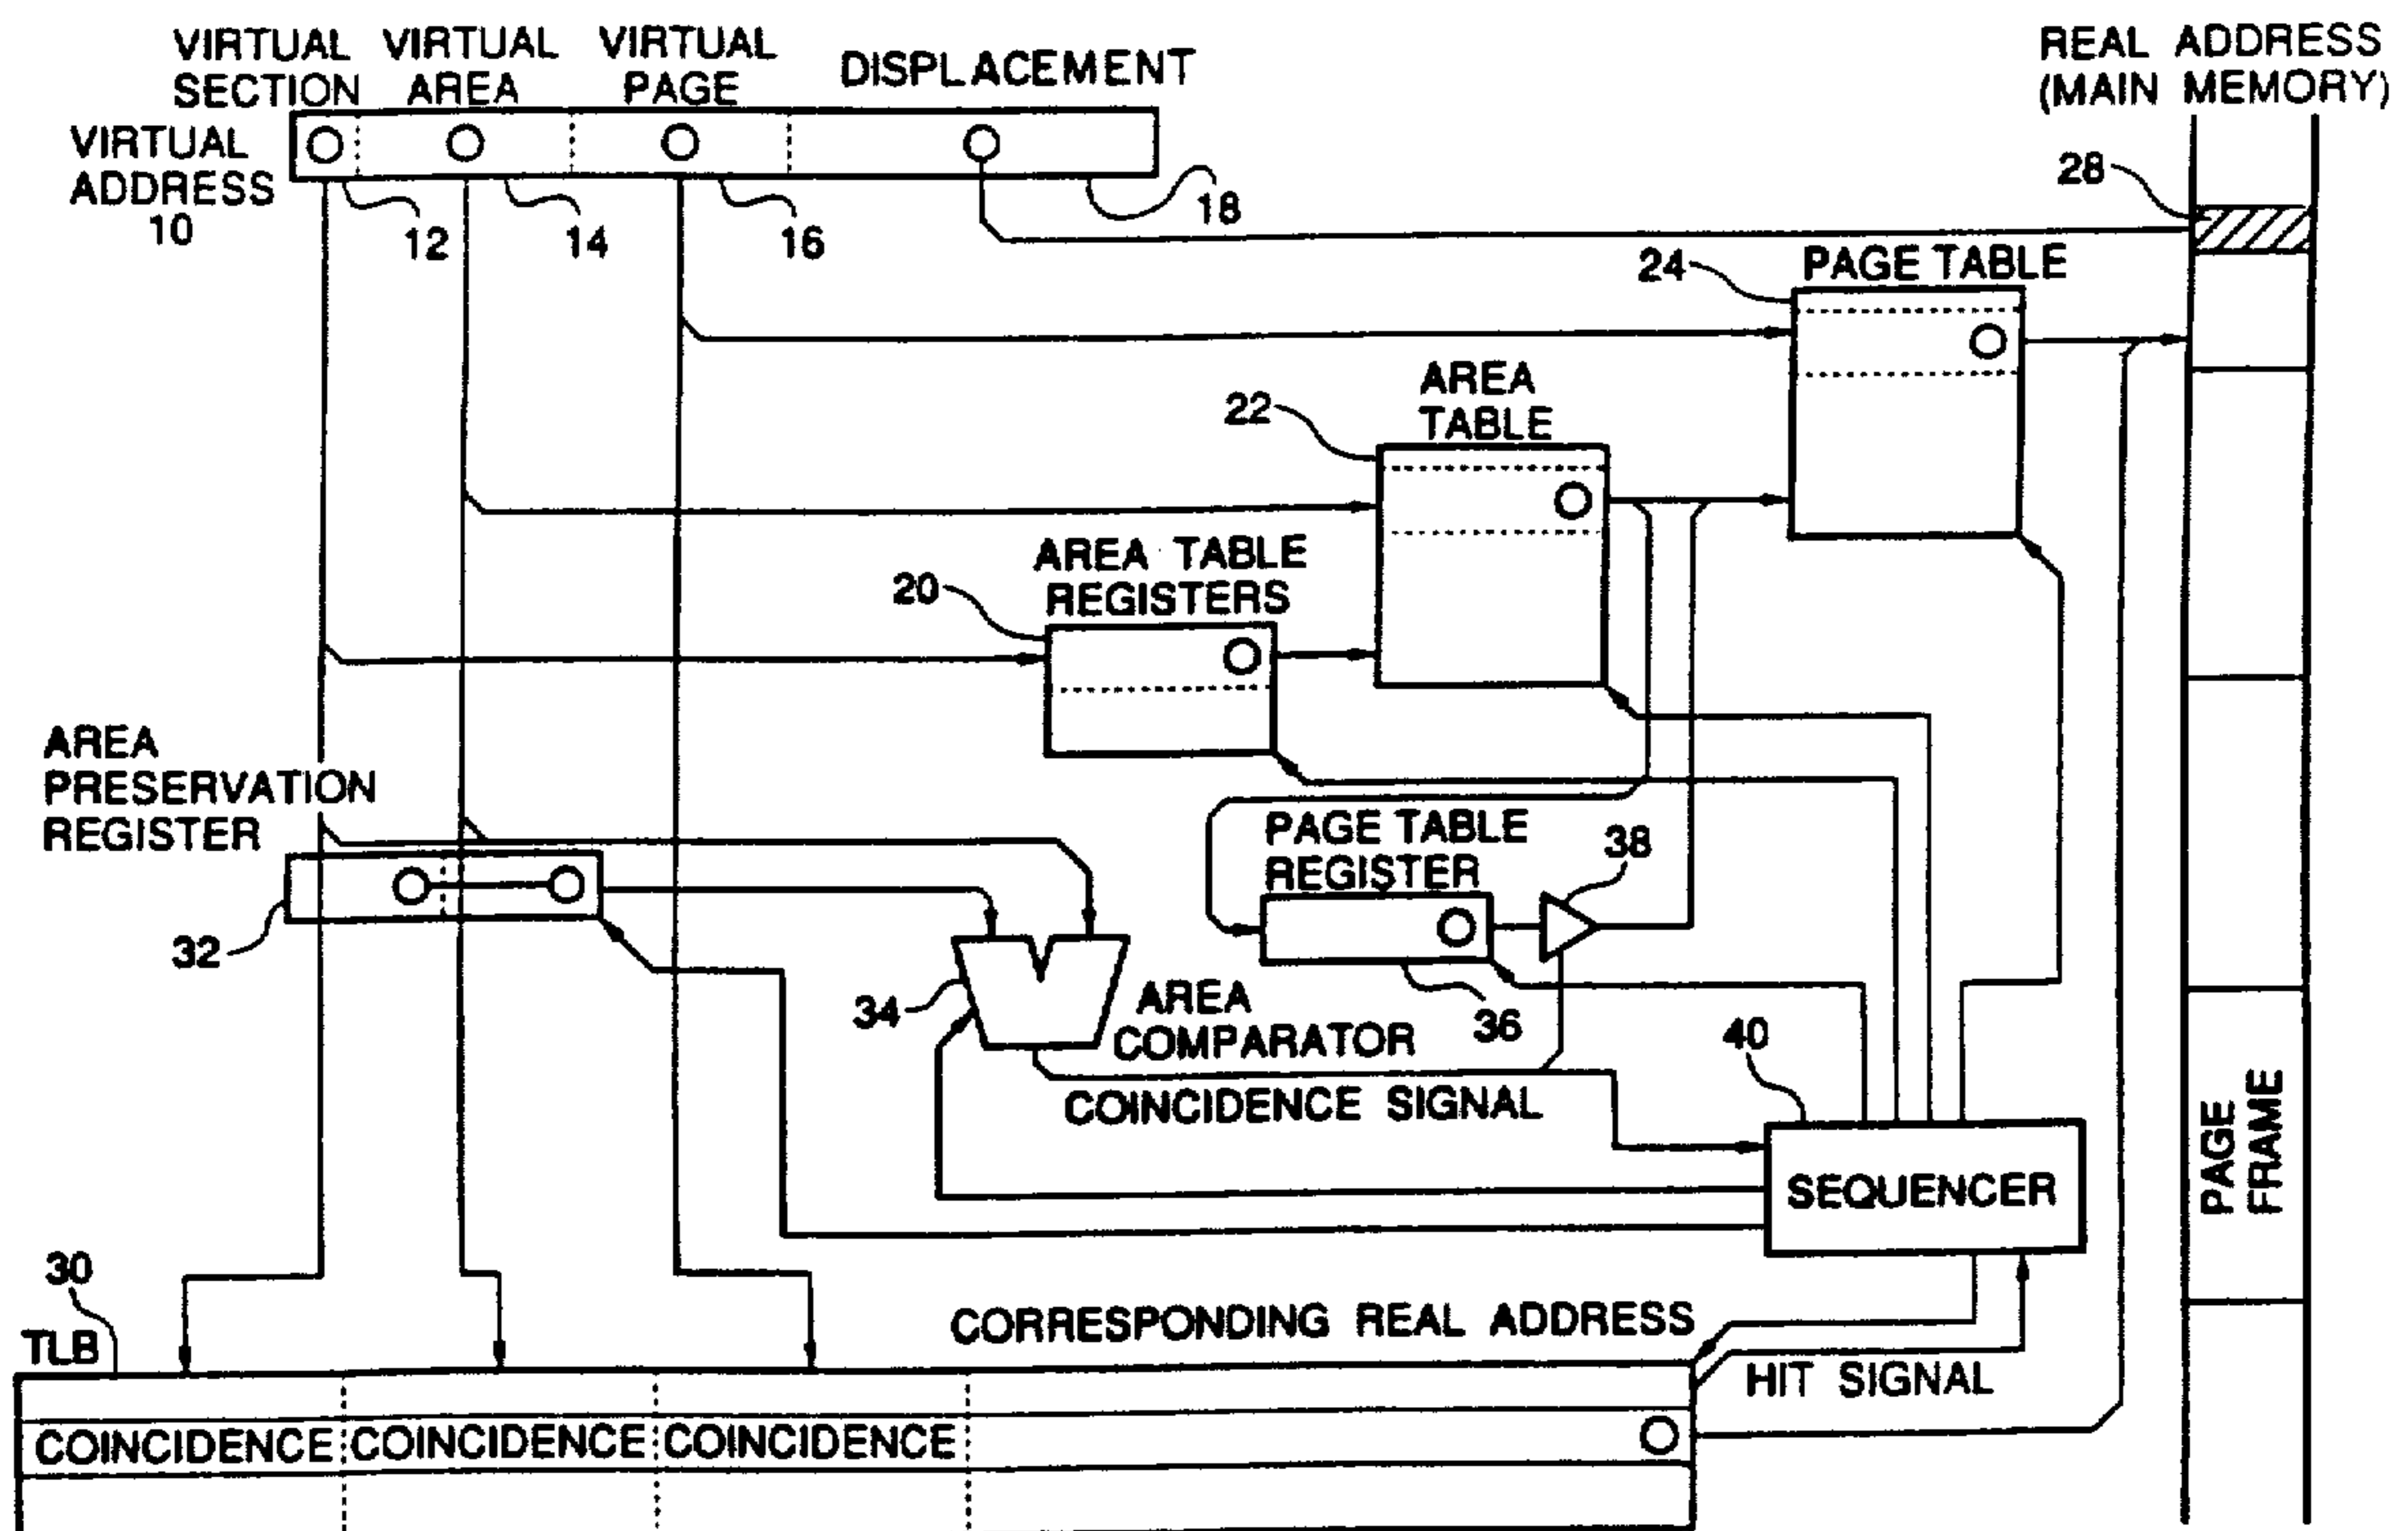 VIRTUAL SECTION
VIRTUAL AREA
VIRTUAL PAGE
DISPLACEMENT
REAL ADDRESS
(MAIN MEMORY)
VIRTUAL
ADDRESS
10
12
14
16
18
28
24
PAGE TABLE
22
AREA
TABLE
20
AREA TABLE
REGISTERS
AREA
PRESERVATION
REGISTER
32
PAGE TABLE
REGISTER
38
34
AREA
COMPARATOR
36
COINCIDENCE SIGNAL
40
SEQUENCER
PAGE
FRAME
30
TLB
CORRESPONDING REAL ADDRESS
HIT SIGNAL
COINCIDENCE COINCIDENCE COINCIDENCE